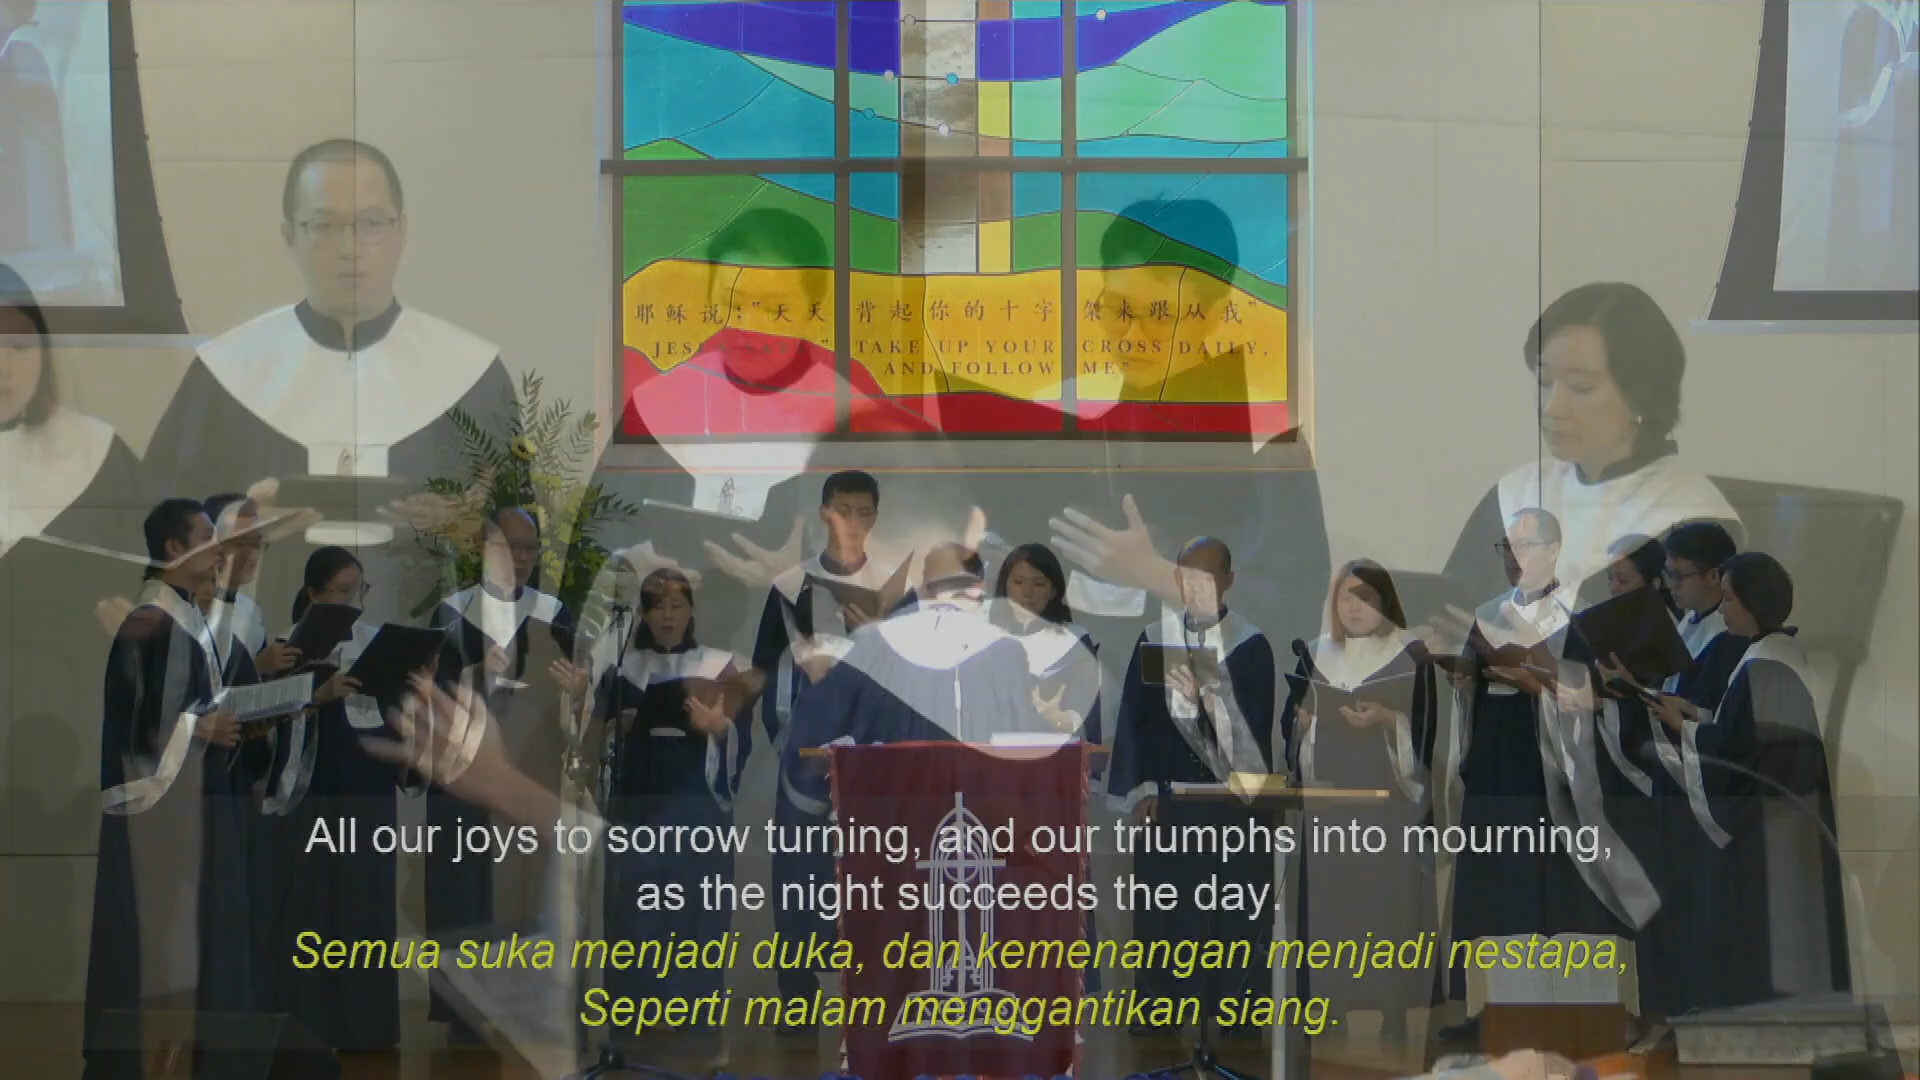 耶稣说："天天 背起你的十字 架来跟从我"
JESUS SAYS " TAKE UP YOUR CROSS DAILY,
AND FOLLOW ME"
All our joys to sorrow turning, and our triumphs into mourning,
as the night succeeds the day.
Semua suka menjadi duka, dan kemenangan menjadi nestapa,
Seperti malam menggantikan siang.